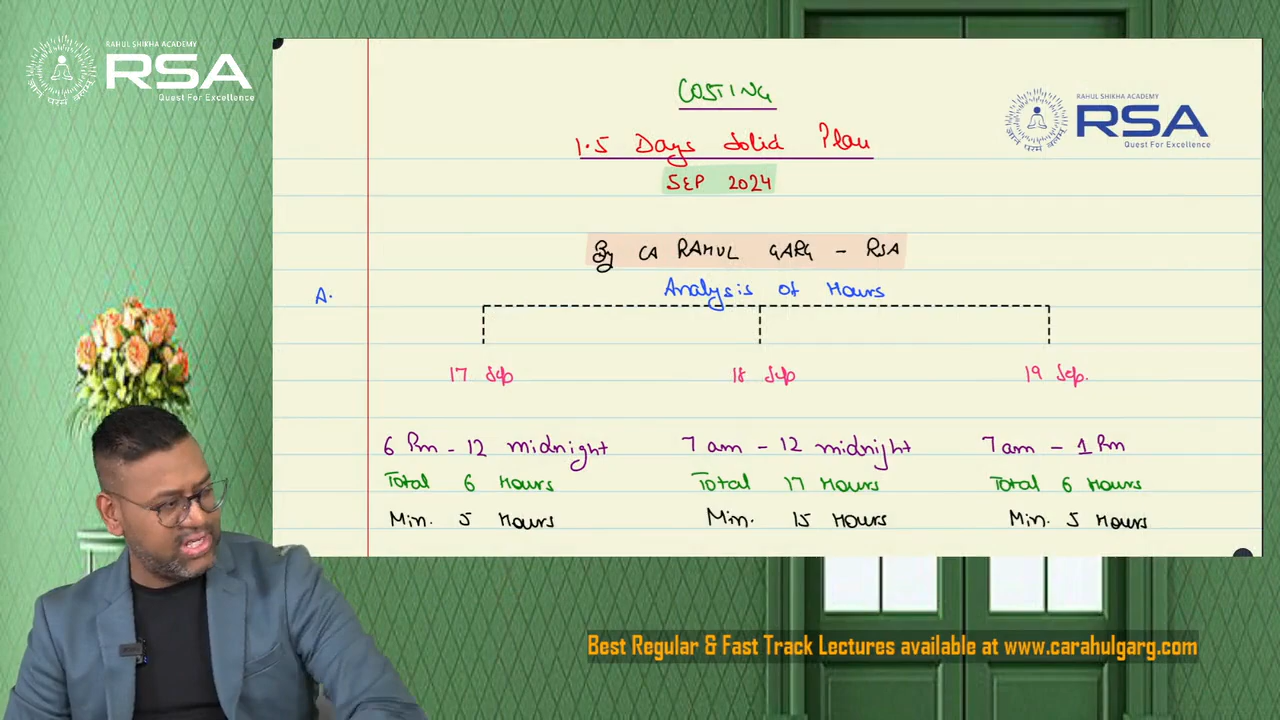 RAHUL SHIKHA ACADEMY
RSA
Quest For Excellence
COSTING
1.5 Days Solid Plan
SEP 2024
RAHUL SHIKHA ACADEMY
RSA
Quest For Excellence
By CA RAHUL GARG - RSA
A. Analysis of Hours
17 Sep 18 Sep 19 Sep.
6 Pm - 12 midnight 7 am - 12 midnight 7 am - 1 Pm
Total 6 Hours Total 17 Hours Total 6 Hours
Min. 5 Hours Min. 15 Hours Min. 5 Hours
Best Regular & Fast Track Lectures available at www.carahulgarg.com